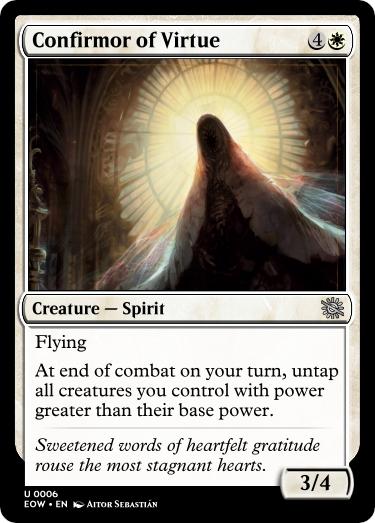 Confirmor of Virtue 4
Creature — Spirit
Flying
At end of combat on your turn, untap
all creatures you control with power
greater than their base power.
Sweetened words of heartfelt gratitude
rouse the most stagnant hearts.
3/4
U 0006
EOW • EN Aitor Sebastián